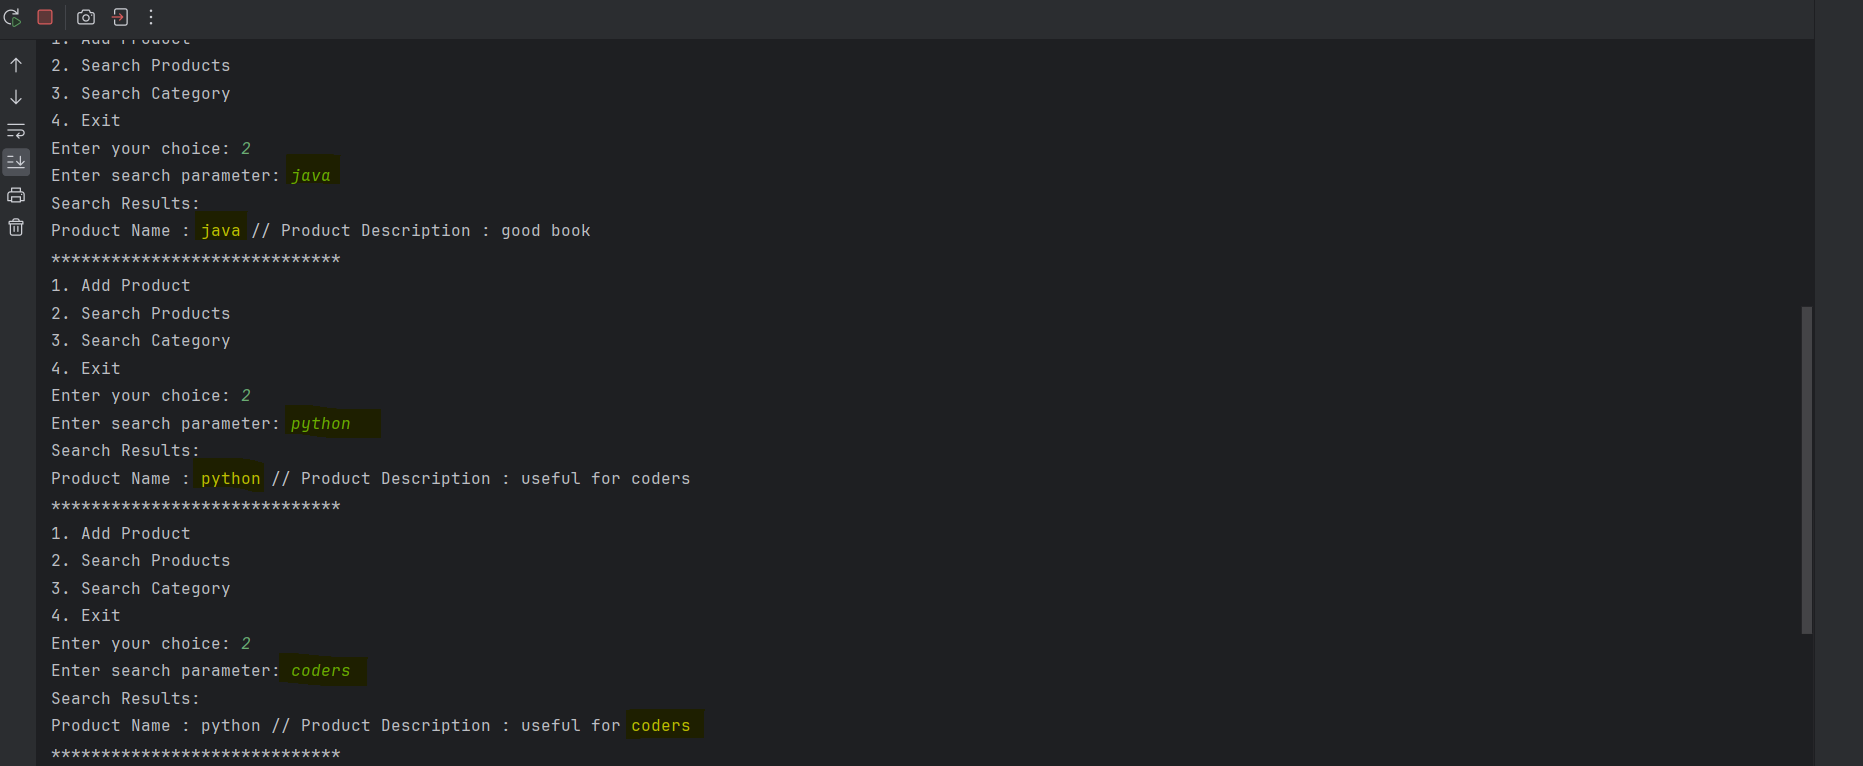 1. Add Product
2. Search Products
3. Search Category
4. Exit
Enter your choice: 2
Enter search parameter: java
Search Results:
Product Name : java // Product Description : good book
*****************************
1. Add Product
2. Search Products
3. Search Category
4. Exit
Enter your choice: 2
Enter search parameter: python
Search Results:
Product Name : python // Product Description : useful for coders
*****************************
1. Add Product
2. Search Products
3. Search Category
4. Exit
Enter your choice: 2
Enter search parameter: coders
Search Results:
Product Name : python // Product Description : useful for coders
*****************************